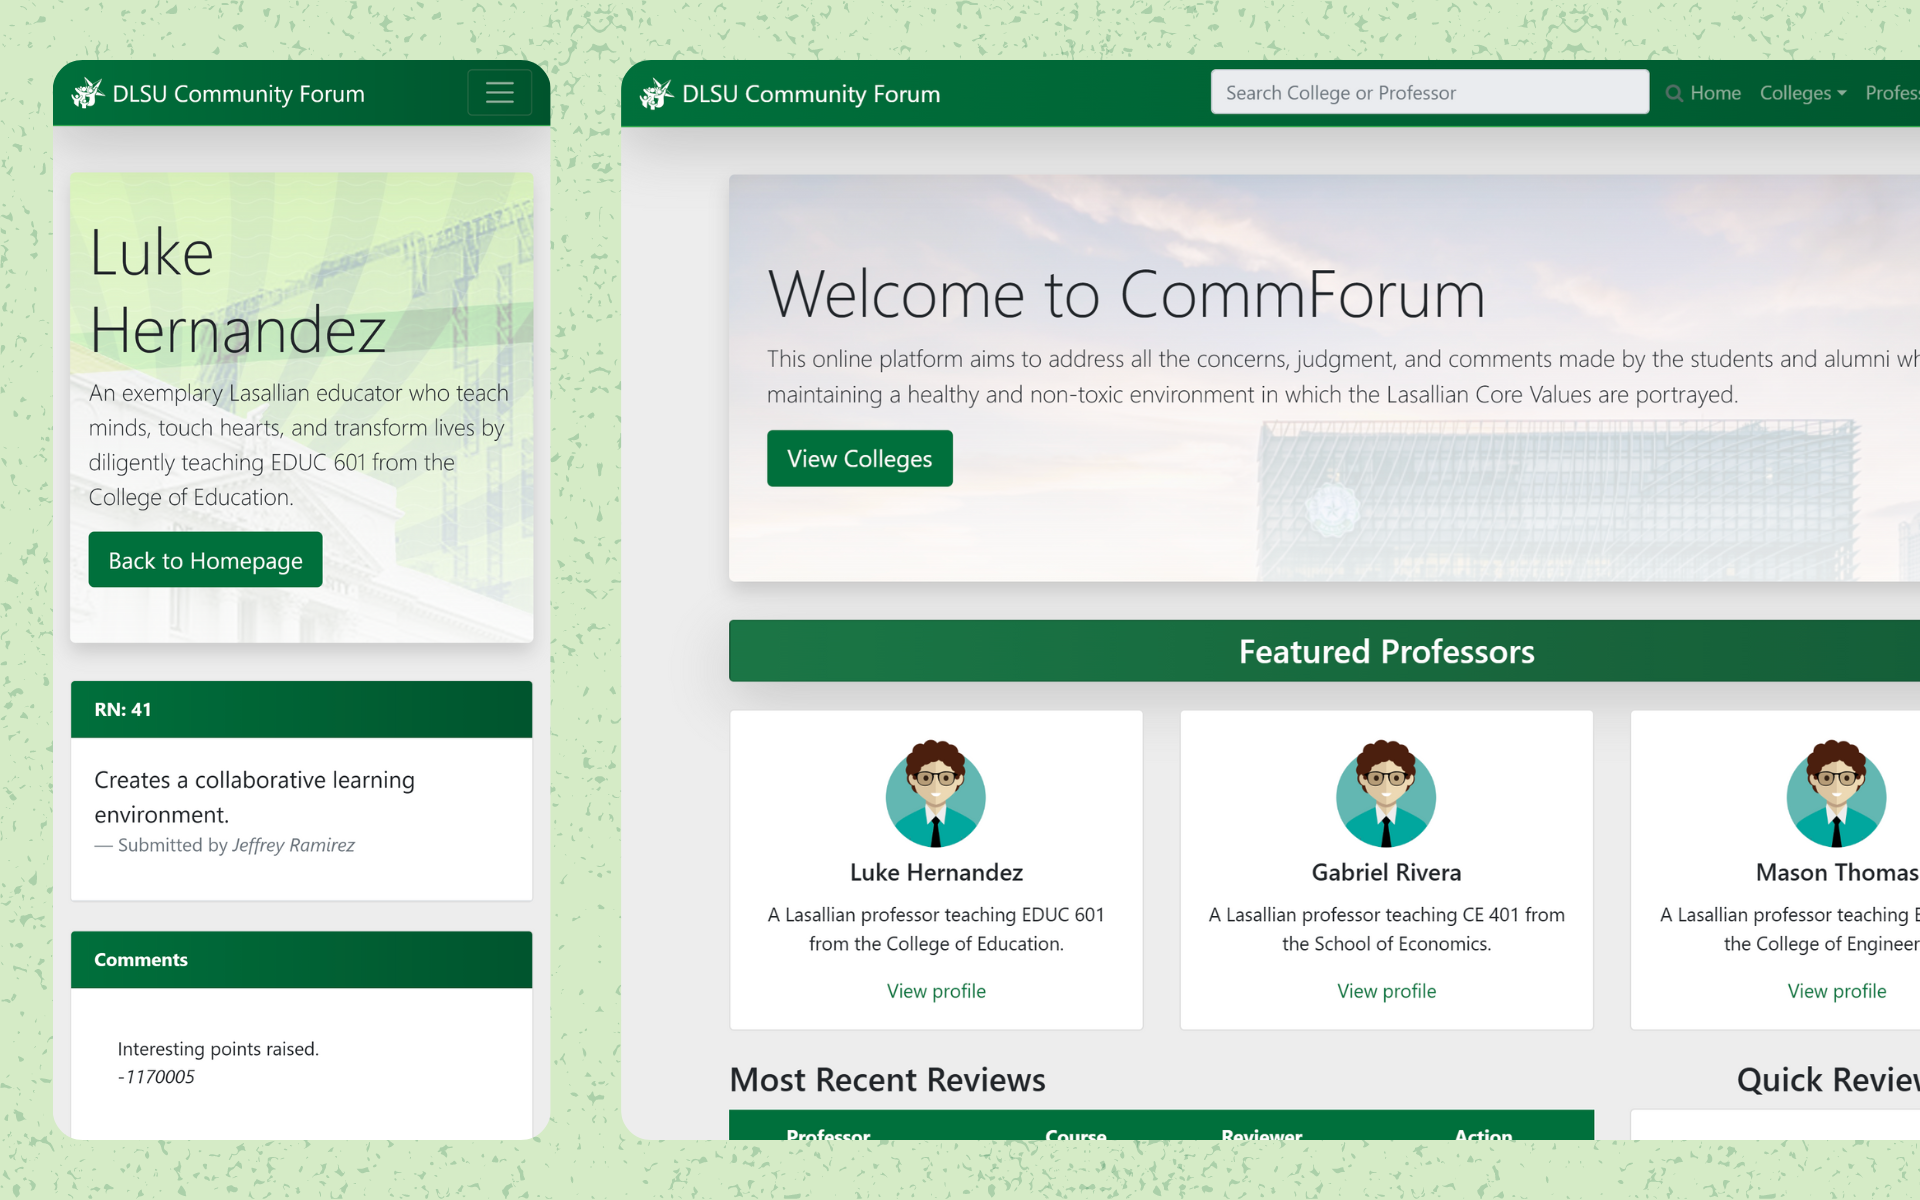 DLSU Community Forum
Luke
Hernandez
An exemplary Lasallian educator who teach
minds, touch hearts, and transform lives by
diligently teaching EDUC 601 from the
College of Education.
Back to Homepage
RN: 41
Creates a collaborative learning
environment.
— Submitted by Jeffrey Ramirez
Comments
Interesting points raised.
-1170005
DLSU Community Forum
Search College or Professor
Home
Colleges
Profess
Welcome to CommForum
This online platform aims to address all the concerns, judgment, and comments made by the students and alumni wh
maintaining a healthy and non-toxic environment in which the Lasallian Core Values are portrayed.
View Colleges
Featured Professors
Luke Hernandez
A Lasallian professor teaching EDUC 601
from the College of Education.
View profile
Gabriel Rivera
A Lasallian professor teaching CE 401 from
the School of Economics.
View profile
Mason Thomas
A Lasallian professor teaching
the College of Engineer
View profile
Most Recent Reviews
Professor Course Reviewer Action
Quick Review